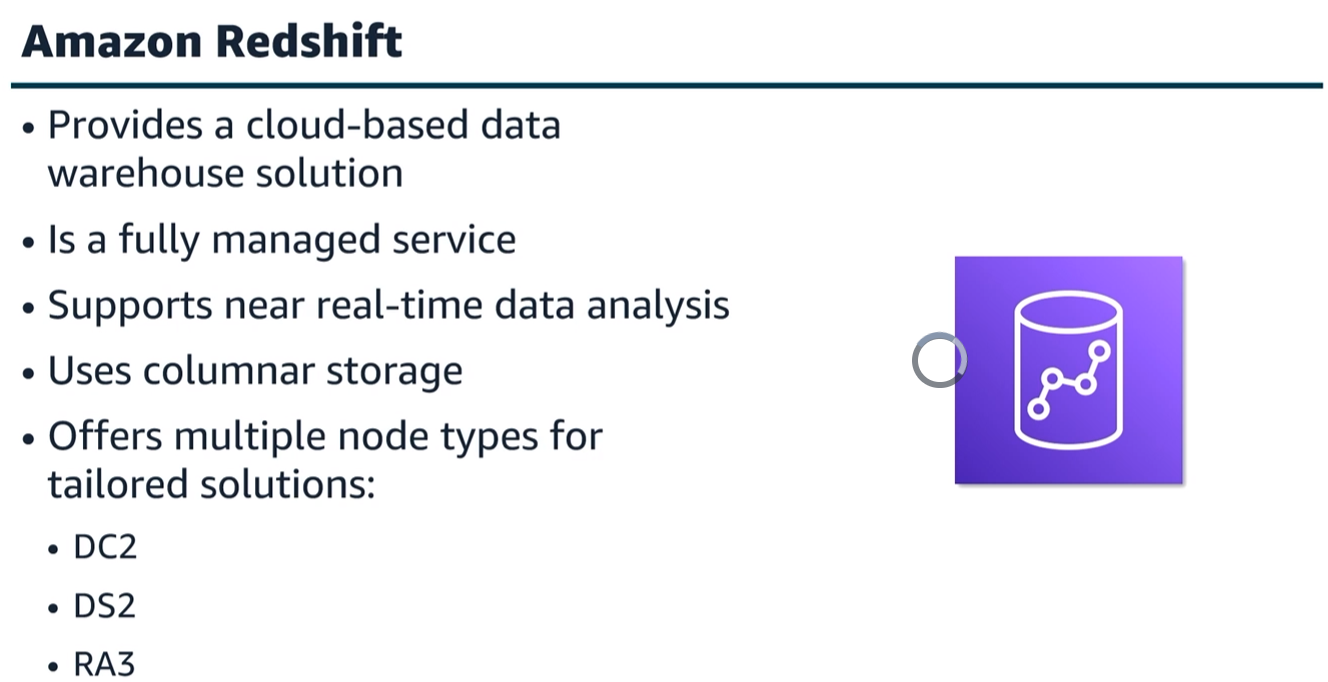 Amazon Redshift
• Provides a cloud-based data
warehouse solution
• Is a fully managed service
• Supports near real-time data analysis
• Uses columnar storage
• Offers multiple node types for
tailored solutions:
• DC2
• DS2
• RA3